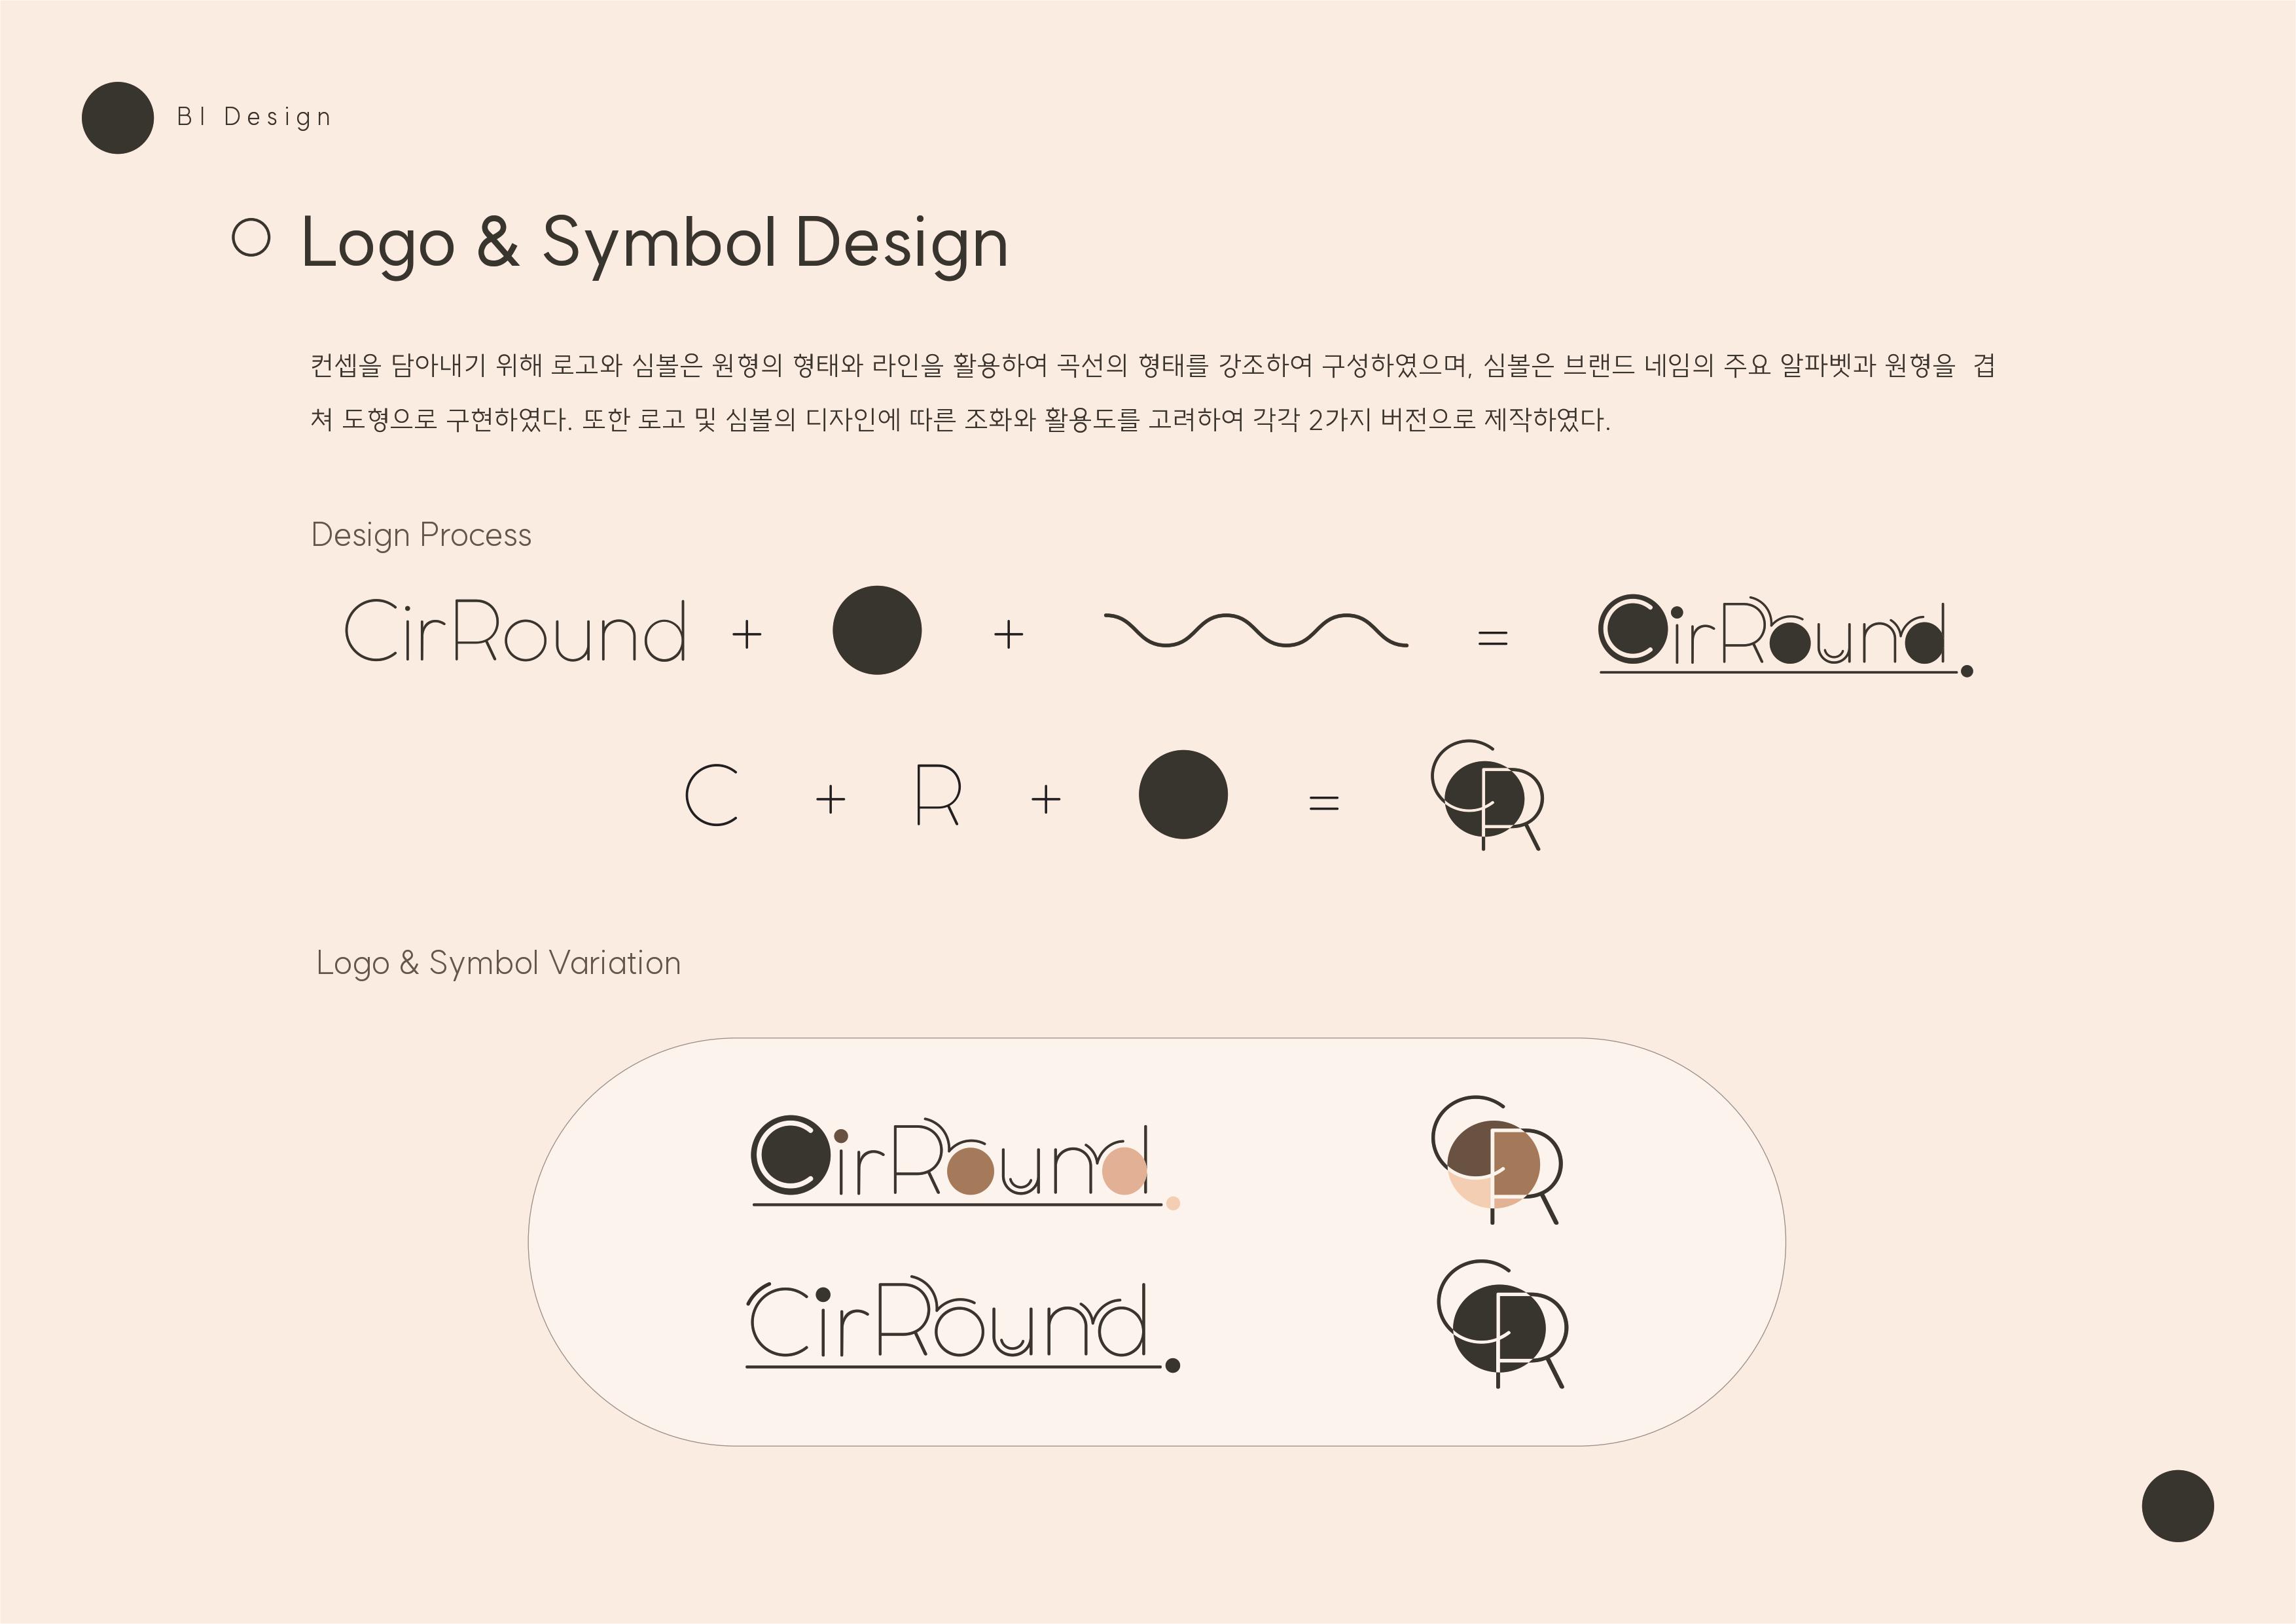 BI Design
Logo & Symbol Design
컨셉을 담아내기 위해 로고와 심볼은 원형의 형태와 라인을 활용하여 곡선의 형태를 강조하여 구성하였으며, 심볼은 브랜드 네임의 주요 알파벳과 원형을 겹
쳐 도형으로 구현하였다. 또한 로고 및 심볼의 디자인에 따른 조화와 활용도를 고려하여 각각 2가지 버전으로 제작하였다.
Design Process
CirRound + + = CirRound.
C + R + = CR
Logo & Symbol Variation
CirRound. CR
CirRound. CR